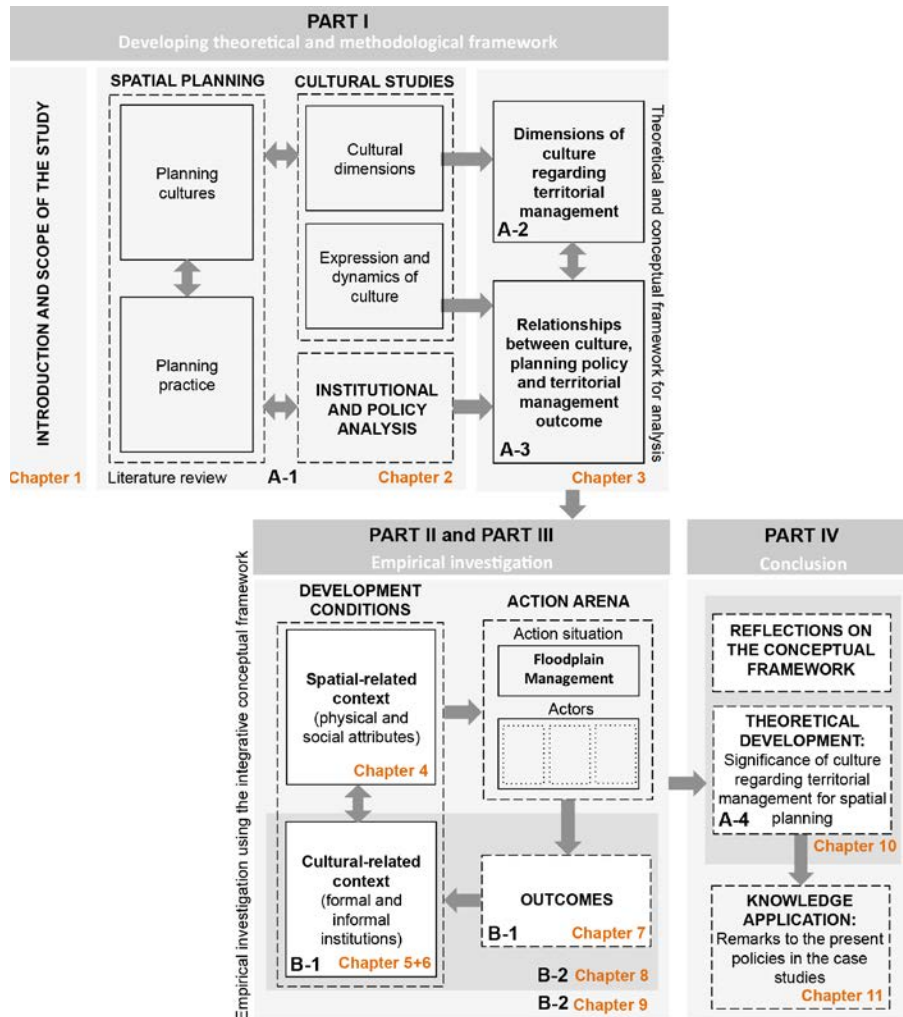 PART I
Developing theoretical and methodological framework
INTRODUCTION AND SCOPE OF THE STUDY
Chapter 1
SPATIAL PLANNING
Planning
cultures
Planning
practice
Literature review
A-1
CULTURAL STUDIES
Cultural
dimensions
Expression and
dynamics of
culture
INSTITUTIONAL
AND POLICY
ANALYSIS
Chapter 2
Dimensions of
culture
regarding
territorial
management
A-2
Relationships
between culture,
planning policy
and territorial
management
outcome
A-3
Chapter 3
Theoretical and conceptual framework for analysis
PART II and PART III
Empirical investigation
Empirical investigation using the integrative conceptual framework
DEVELOPMENT
CONDITIONS
Spatial-related
context
(physical and
social attributes)
Chapter 4
Cultural-related
context
(formal and
informal
institutions)
B-1
Chapter 5+6
ACTION ARENA
Action situation
Floodplain
Management
Actors
OUTCOMES
B-1
Chapter 7
B-2 Chapter 8
B-2 Chapter 9
PART IV
Conclusion
REFLECTIONS ON
THE CONCEPTUAL
FRAMEWORK
THEORETICAL
DEVELOPMENT:
Significance of culture
regarding territorial
management for spatial
planning
A-4
Chapter 10
KNOWLEDGE
APPLICATION:
Remarks to the present
policies in the case
studies
Chapter 11